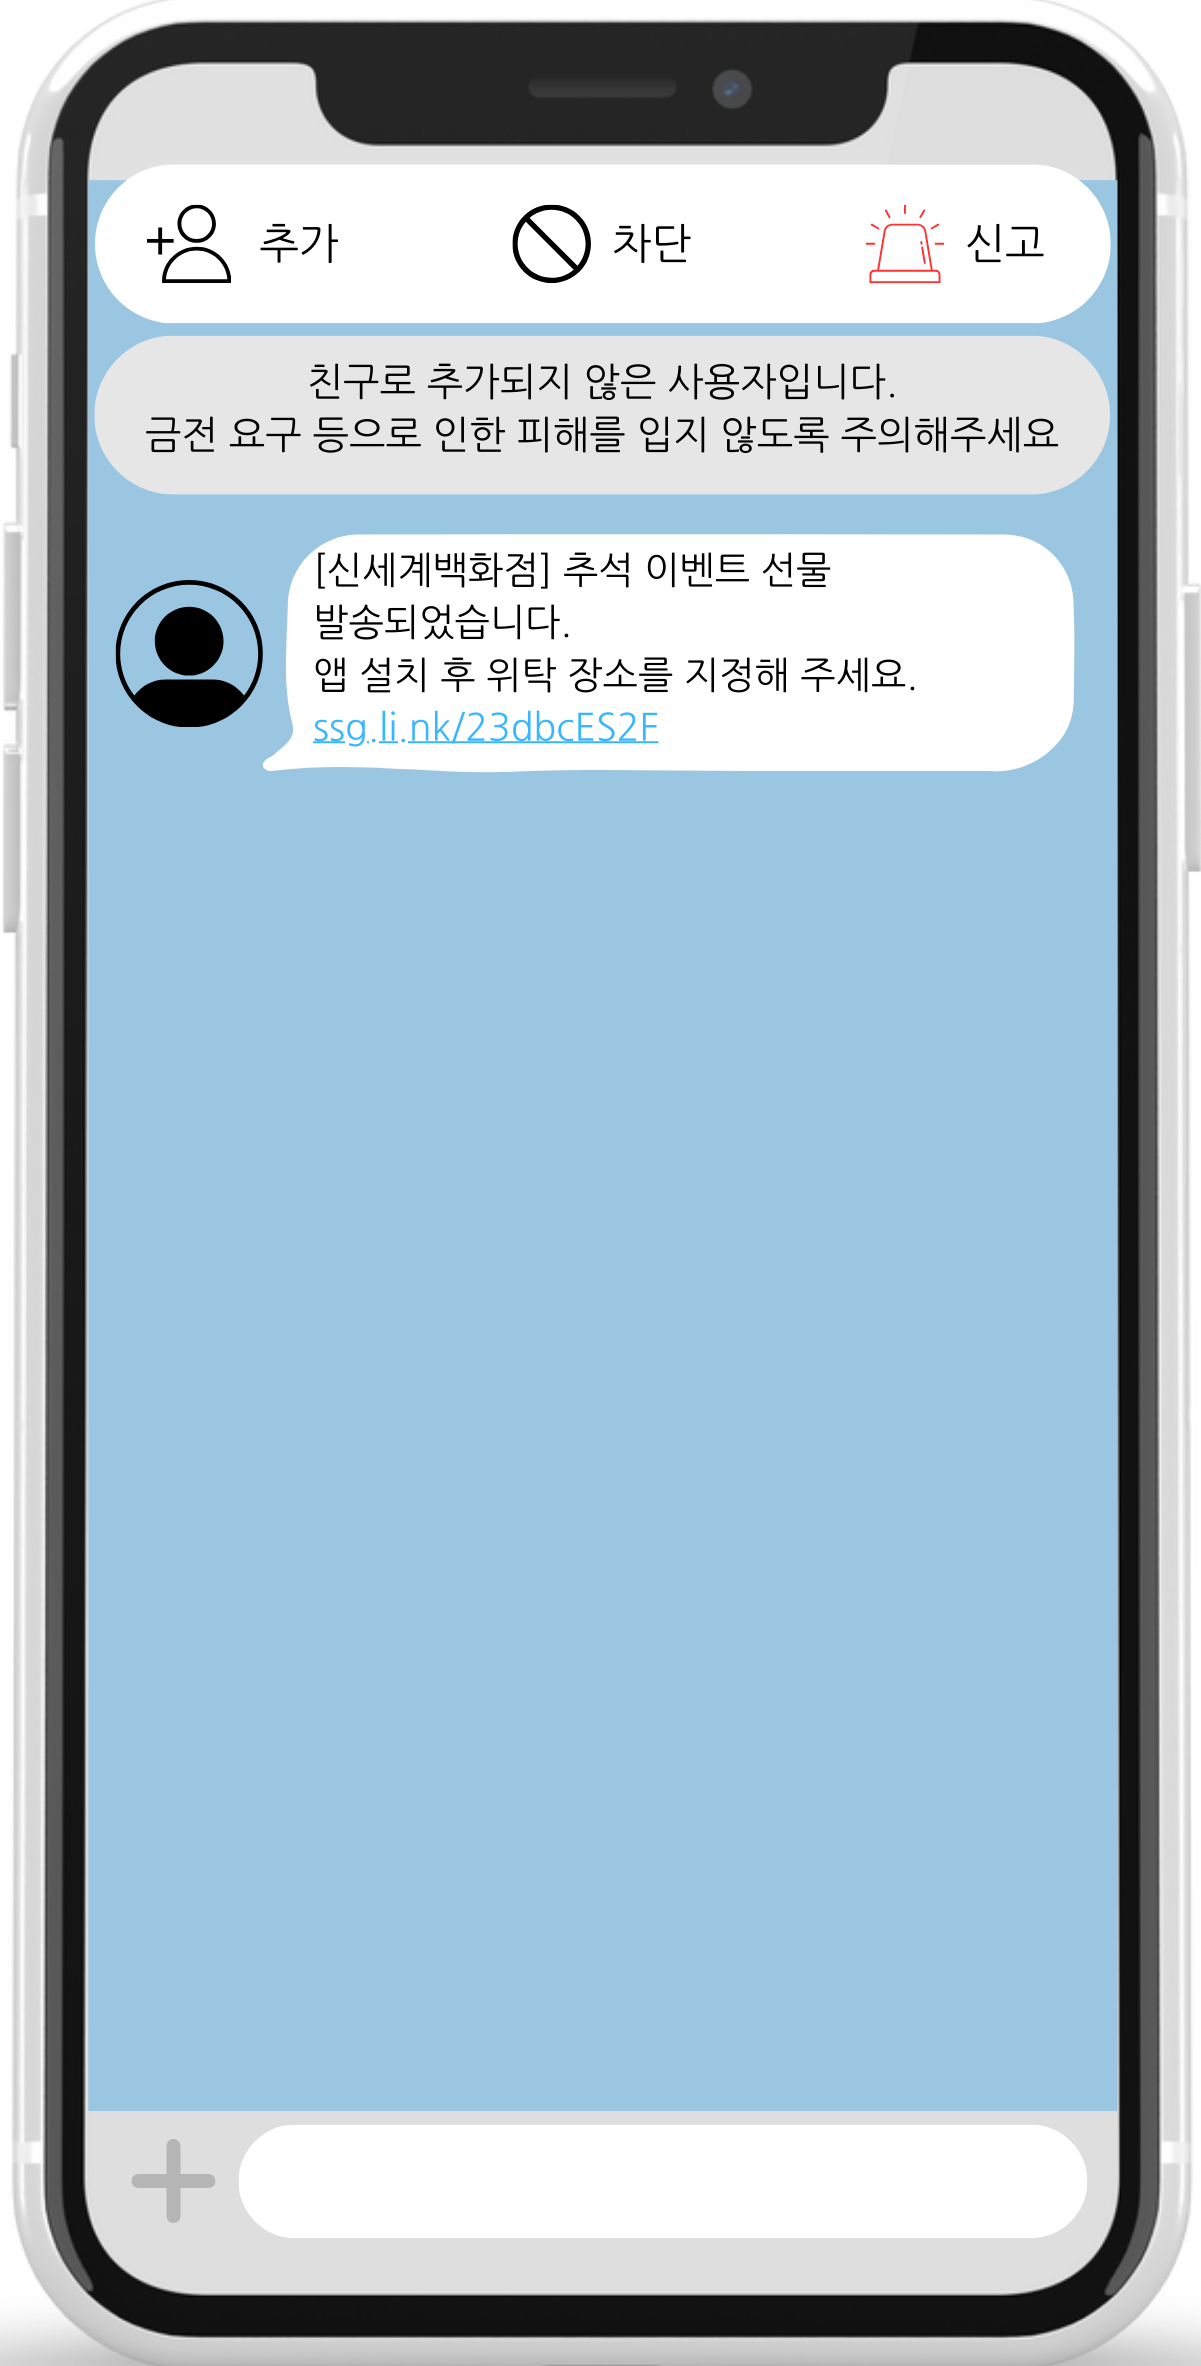 추가
차단
신고
친구로 추가되지 않은 사용자입니다.
금전 요구 등으로 인한 피해를 입지 않도록 주의해주세요
[신세계백화점] 추석 이벤트 선물
발송되었습니다.
앱 설치 후 위탁 장소를 지정해 주세요.
ssg.li.nk/23dbcES2F